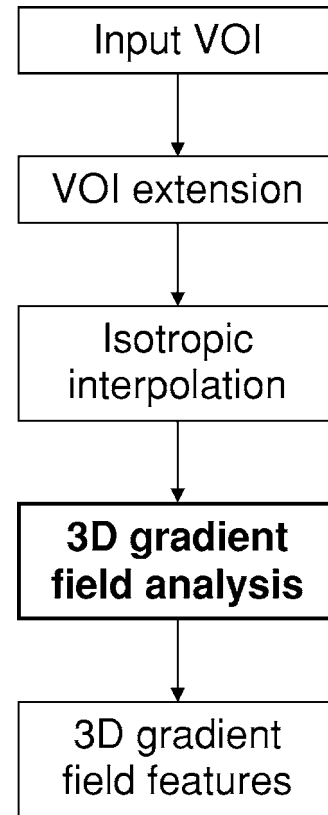 Input VOI
VOI extension
Isotropic
interpolation
3D gradient
field analysis
3D gradient
field features